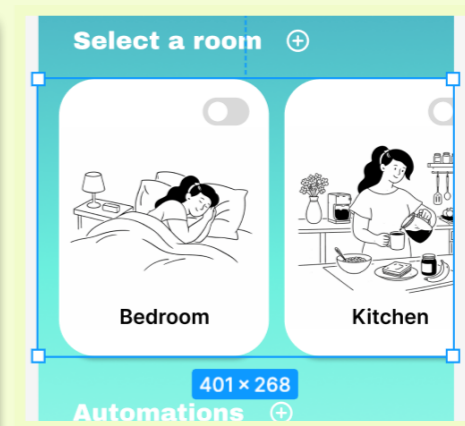 Select a room
Bedroom
Kitchen
401 × 268
Automations